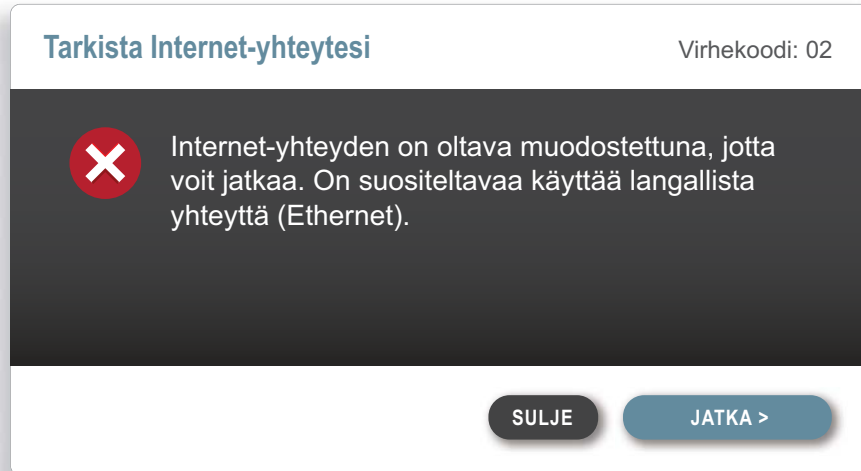 Tarkista Internet-yhteytesi
Virhekoodi: 02
Internet-yhteyden on oltava muodostettuna, jotta
voit jatkaa. On suositeltavaa käyttää langallista
yhteyttä (Ethernet).
SULJE
JATKA >